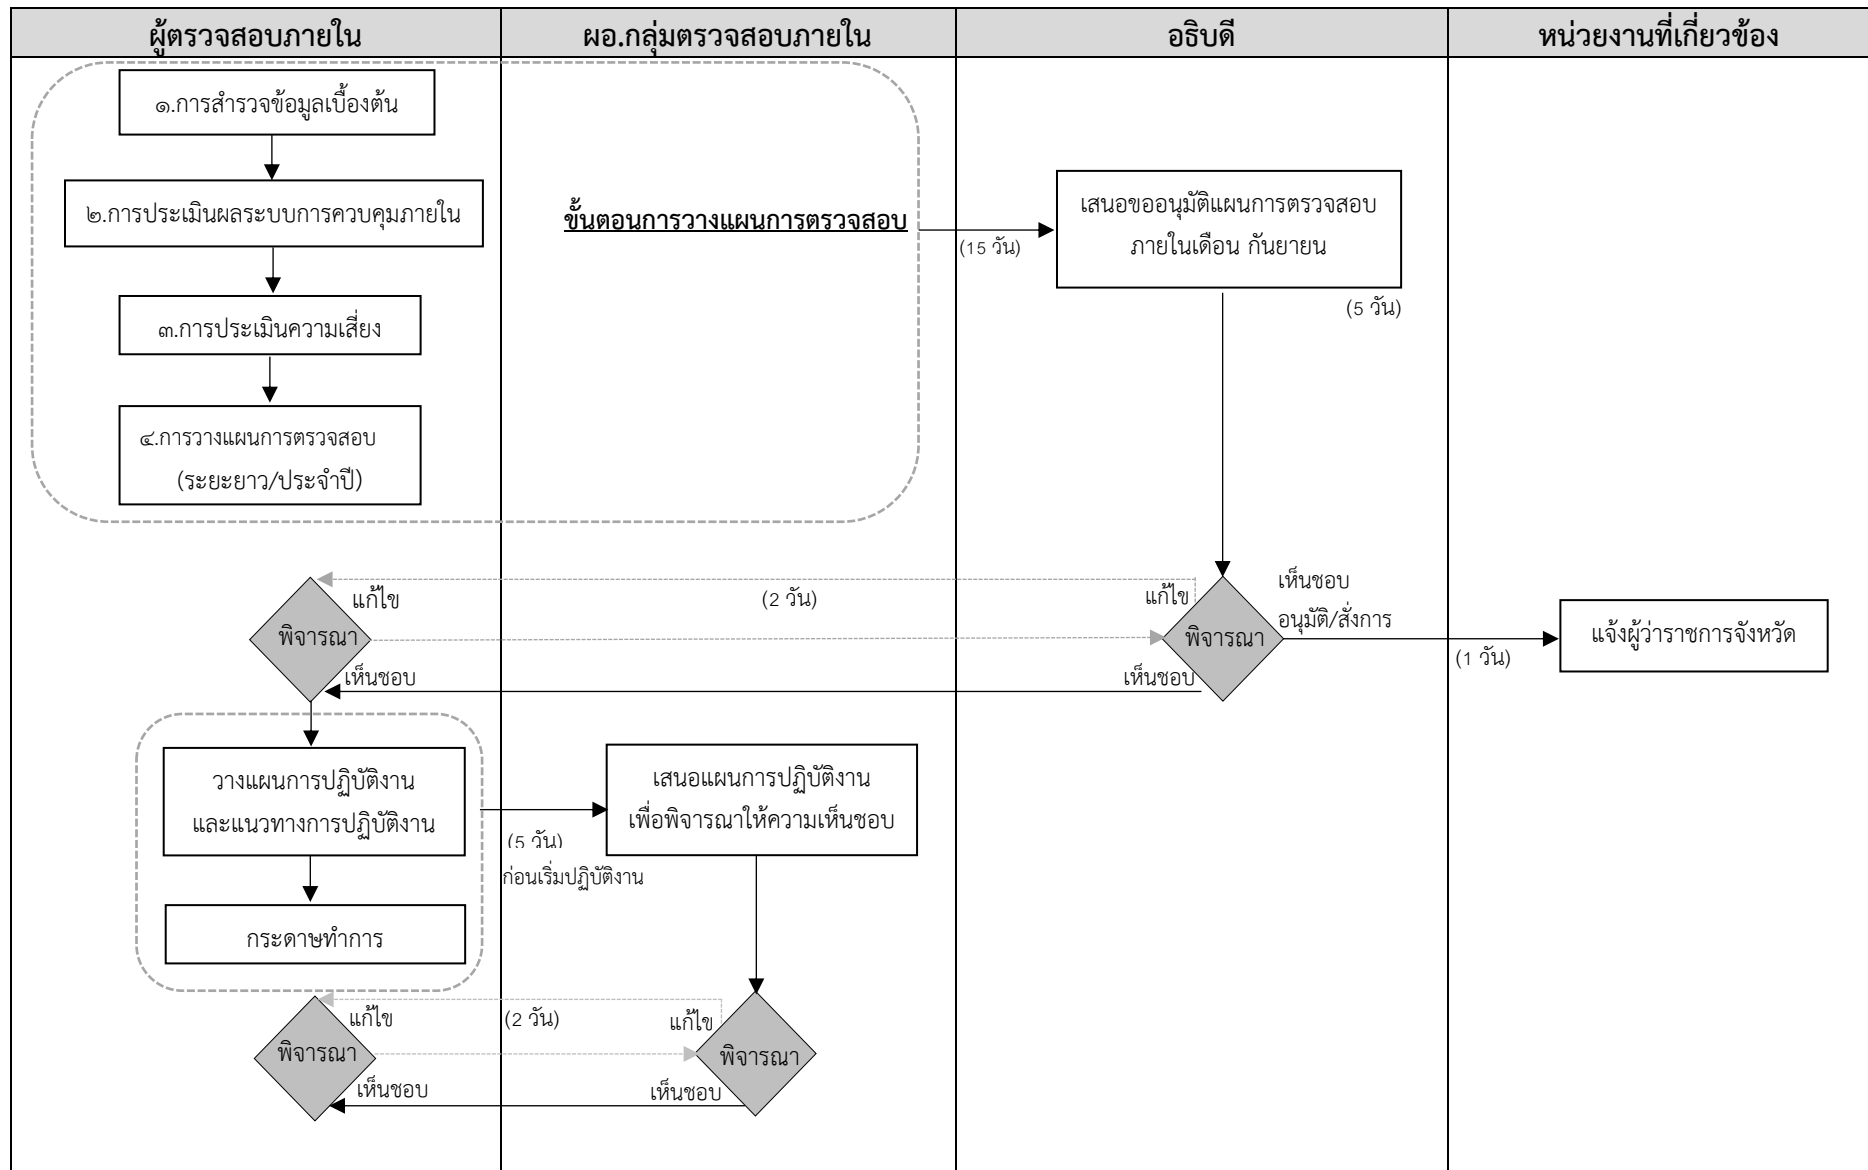 ผู้ตรวจสอบภายใน
ผอ.กลุ่มตรวจสอบภายใน
อธิบดี
หน่วยงานที่เกี่ยวข้อง
๑.การสำรวจข้อมูลเบื้องต้น
๒.การประเมินผลระบบการควบคุมภายใน
๓.การประเมินความเสี่ยง
๔.การวางแผนการตรวจสอบ
(ระยะยาว/ประจำปี)
ขั้นตอนการวางแผนการตรวจสอบ
(15 วัน)
เสนอขออนุมัติแผนการตรวจสอบ
ภายในเดือน กันยายน
(5 วัน)
พิจารณา
แก้ไข
(2 วัน)
แก้ไข
พิจารณา
เห็นชอบ
อนุมัติ/สั่งการ
(1 วัน)
แจ้งผู้ว่าราชการจังหวัด
เห็นชอบ
เห็นชอบ
วางแผนการปฏิบัติงาน
และแนวทางการปฏิบัติงาน
กระดาษทำการ
(5 วัน)
ก่อนเริ่มปฏิบัติงาน
เสนอแผนการปฏิบัติงาน
เพื่อพิจารณาให้ความเห็นชอบ
พิจารณา
แก้ไข
(2 วัน)
แก้ไข
พิจารณา
เห็นชอบ
เห็นชอบ